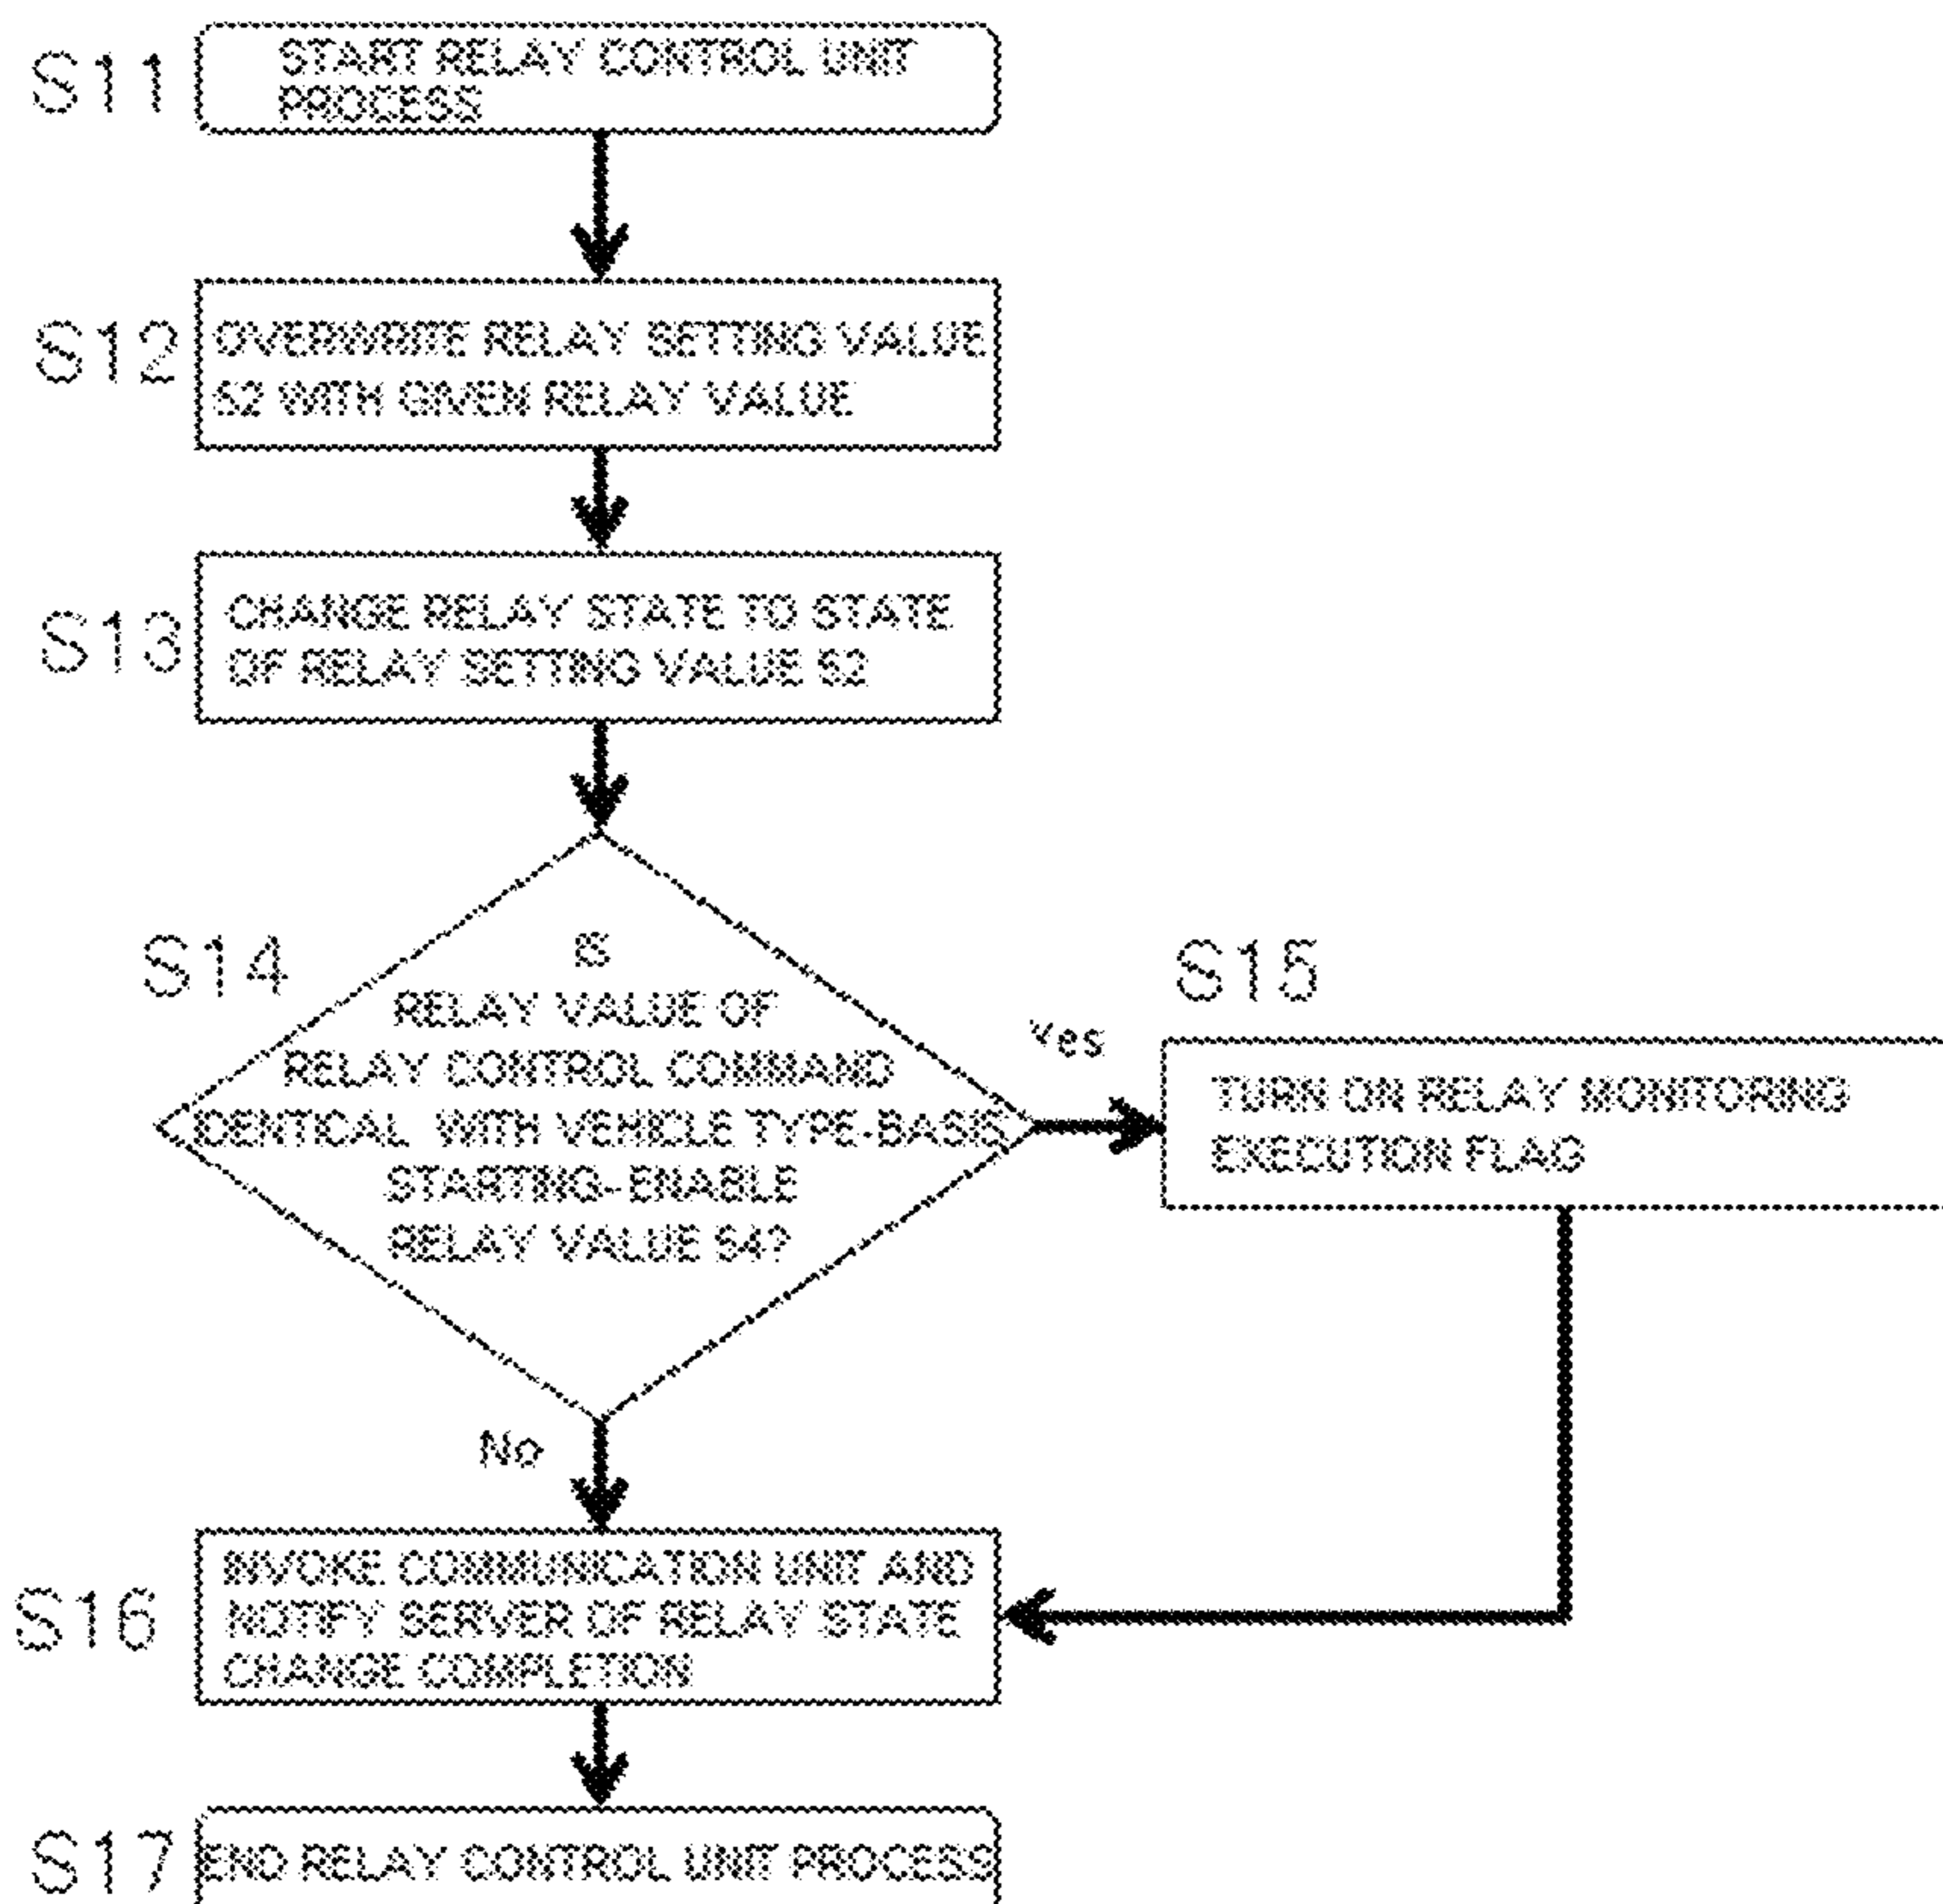 S11
START RELAY CONTROL UNIT
PROCESS
S12
OVERWRITE RELAY SETTING VALUE
52 WITH GIVEN RELAY VALUE
S13
CHANGE RELAY STATE TO STATE
OF RELAY SETTING VALUE 52
S14
IS
RELAY VALUE OF
RELAY CONTROL COMMAND
IDENTICAL WITH VEHICLE TYPE-BASIS
STARTING-ENABLE
RELAY VALUE 54?
Yes
S15
TURN ON RELAY MONITORING
EXECUTION FLAG
No
S16
INVOKE COMMUNICATION UNIT AND
NOTIFY SERVER OF RELAY STATE
CHANGE COMPLETION
S17
END RELAY CONTROL UNIT PROCESS